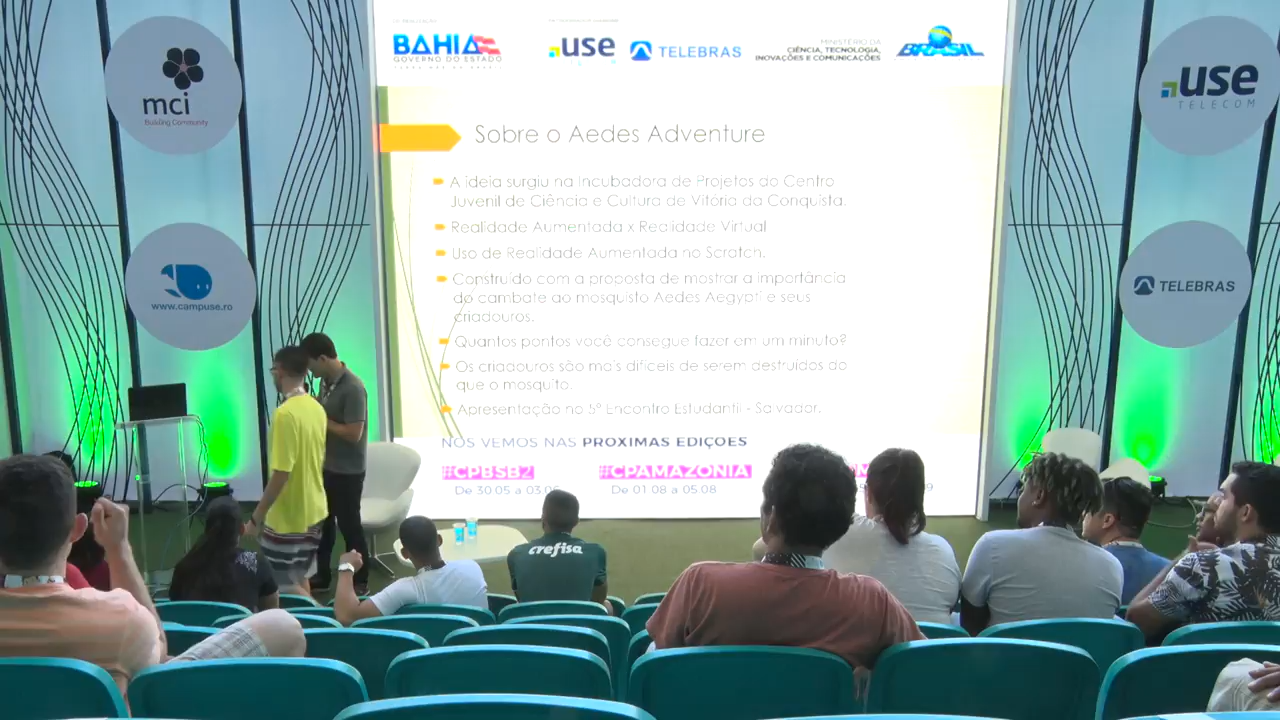 BAHIA
GOVERNO DO ESTADO
USE
TELEBRAS
MINISTÉRIO DA
CIÊNCIA, TECNOLOGIA,
INOVAÇÕES E COMUNICAÇÕES
BRASIL
mci
Building Community
USE
TELECOM
www.campuse.ro
TELEBRAS
Sobre o Aedes Adventure
A ideia surgiu na Incubadora de Projetos do Centro
Juvenil de Ciência e Cultura de Vitória da Conquista.
Realidade Aumentada x Realidade Virtual
Uso de Realidade Aumentada no Scratch.
Construído com a proposta de mostrar a importância
do combate ao mosquisto Aedes Aegypti e seus
criadouros.
Quantos pontos você consegue fazer em um minuto?
Os criadouros são mais difíceis de serem destruídos do
que o mosquito.
Apresentação no 5º Encontro Estudantil - Salvador.
NOS VEMOS NAS PROXIMAS EDIÇOES
#CPBSB2
#CPAMAZONIA
De 30.05 a 03.06
De 01.08 a 05.08
crefisa